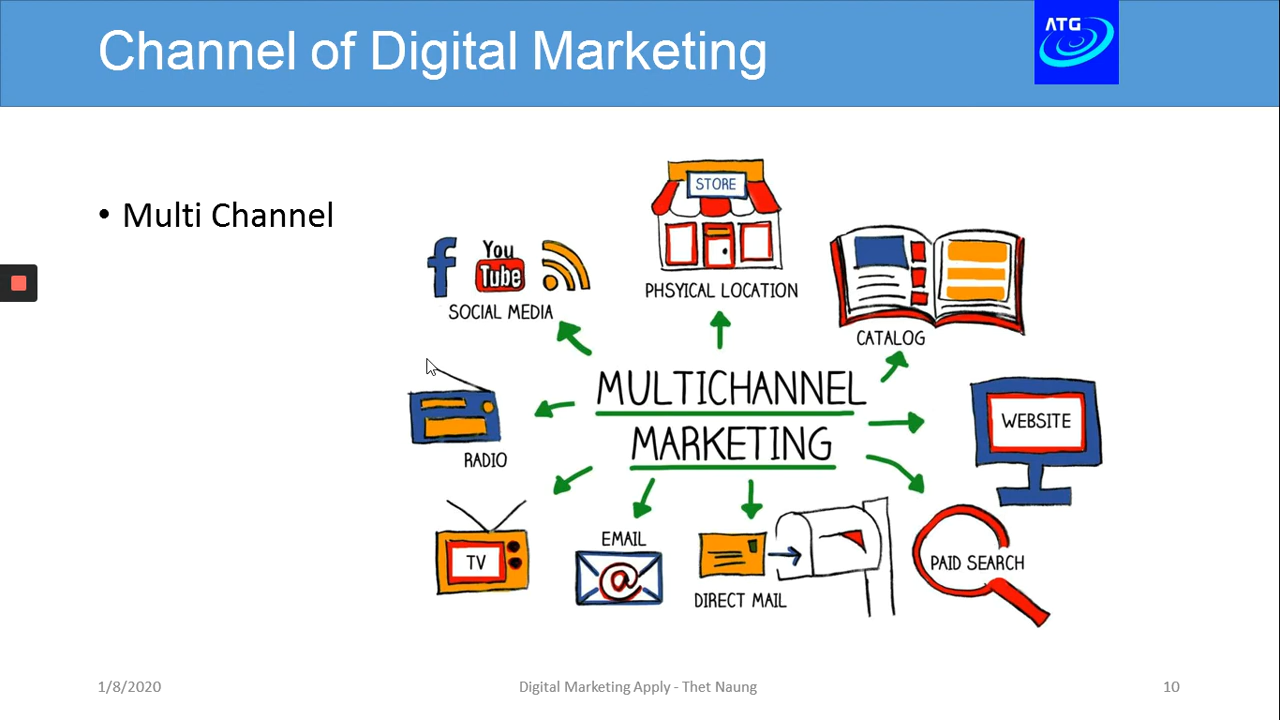 Channel of Digital Marketing
ATG
• Multi Channel
STORE
You
Tube
SOCIAL MEDIA
PHSYICAL LOCATION
CATALOG
MULTICHANNEL
MARKETING
WEBSITE
RADIO
TV
EMAIL
@
DIRECT MAIL
PAID SEARCH
1/8/2020
Digital Marketing Apply - Thet Naung
10